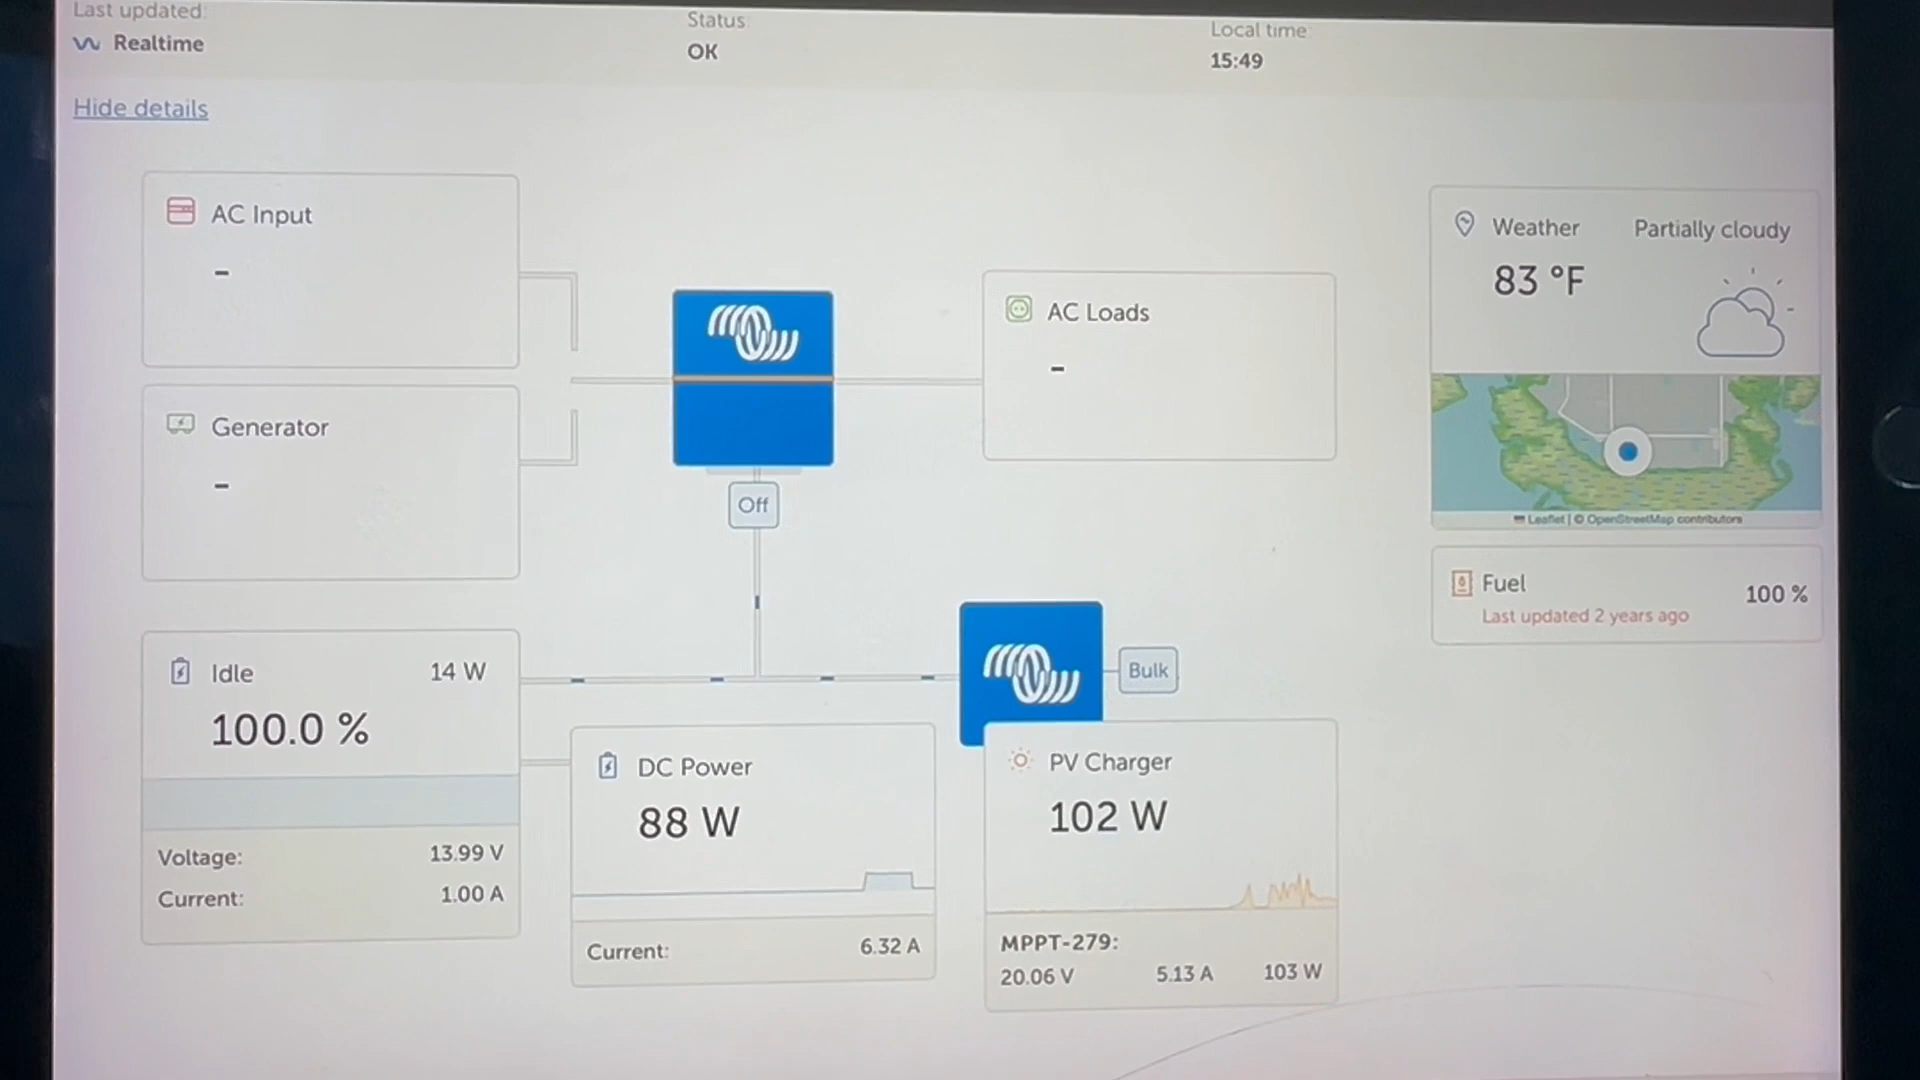 Last updated:
Realtime
Status:
OK
Local time:
15:49
Hide details
AC Input
-
Generator
-
Off
AC Loads
-
Weather
Partially cloudy
83 °F
Leaflet | © OpenStreetMap contributors
Fuel
Last updated 2 years ago
100 %
Idle
14 W
100.0 %
Voltage:
13.99 V
Current:
1.00 A
DC Power
88 W
Current:
6.32 A
Bulk
PV Charger
102 W
MPPT-279:
20.06 V
5.13 A
103 W